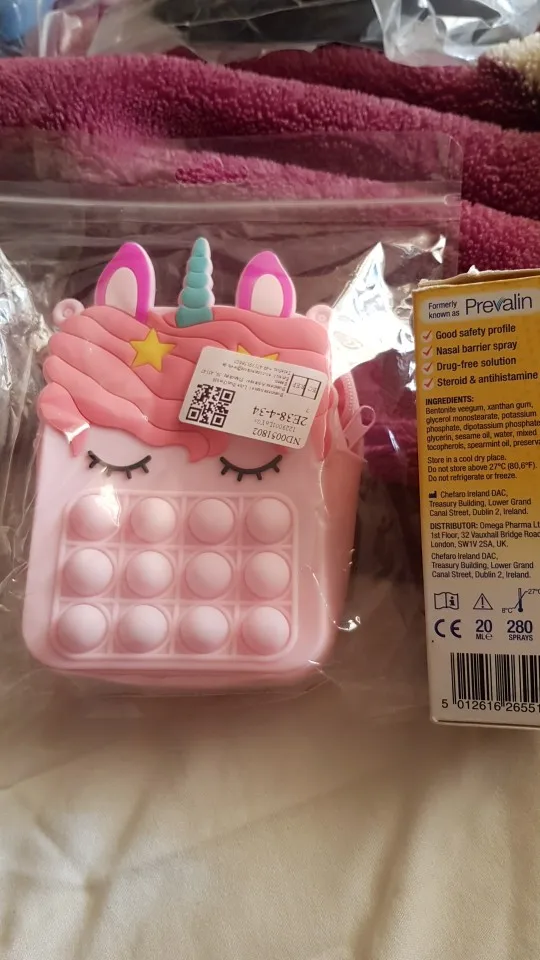 ND0051802
2E38-4-34
Formerly
known as Prevalin
Good safety profile
Nasal barrier spray
Drug-free solution
Steroid & antihistamine
INGREDIENTS:
Bentonite veegum, xanthan gum,
glycerol monostearate, potassium
phosphate, dipotassium phosphate
glycerin, sesame oil, water, mixed
tocopherols, spearmint oil, preserva
Store in a cool dry place.
Do not store above 27°C (80.6°F).
Do not refrigerate or freeze.
Chefaro Ireland DAC,
Treasury Building, Lower Grand
Canal Street, Dublin 2, Ireland.
DISTRIBUTOR: Omega Pharma Lt
1st Floor, 32 Vauxhall Bridge Road
London, SW1V 2SA, UK.
Chefaro Ireland DAC,
Treasury Building, Lower Grand
Canal Street, Dublin 2, Ireland.
27°C
8°C
CE 20 ML℮ 280 SPRAYS
5 012616 26551